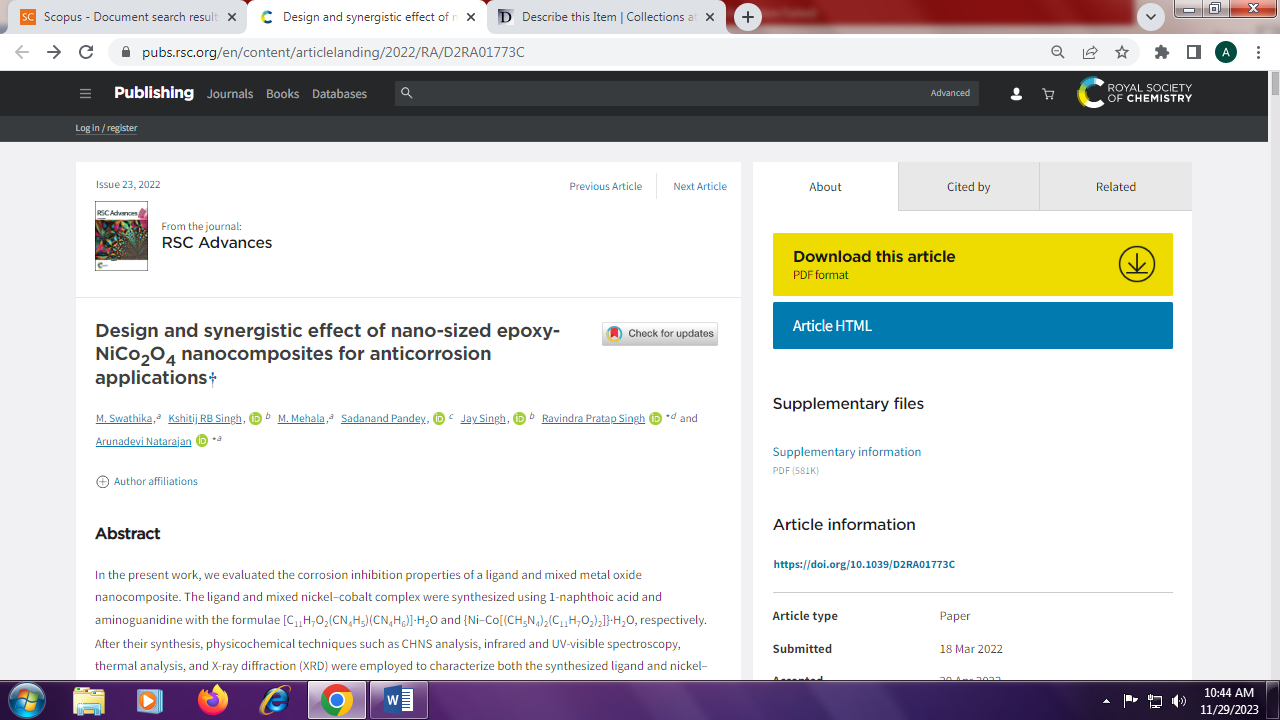 Scopus - Document search result
Design and synergistic effect of n
Describe this Item | Collections at
pubs.rsc.org/en/content/articlelanding/2022/RA/D2RA01773C
A
Publishing
Journals
Books
Databases
Advanced
ROYAL SOCIETY
OF CHEMISTRY
Log in / register
Issue 23, 2022
Previous Article
Next Article
RSC Advances
From the journal:
RSC Advances
Design and synergistic effect of nano-sized epoxy-
NiCo₂O₄ nanocomposites for anticorrosion
applications†
Check for updates
M. Swathika,ᵃ Kshitij RB Singh, iD ᵇ M. Mehala,ᵃ Sadanand Pandey, iD ᶜ Jay Singh, iD ᵇ Ravindra Pratap Singh iD *ᵈ and
Arunadevi Natarajan iD *ᵃ
Author affiliations
Abstract
In the present work, we evaluated the corrosion inhibition properties of a ligand and mixed metal oxide
nanocomposite. The ligand and mixed nickel–cobalt complex were synthesized using 1-naphthoic acid and
aminoguanidine with the formulae [C₁₁H₇O₂(CN₄H₅)(CN₄H₆)]·H₂O and {Ni–Co[(CH₅N₄)₂(C₁₁H₇O₂)₂]}·H₂O, respectively.
After their synthesis, physicochemical techniques such as CHNS analysis, infrared and UV-visible spectroscopy,
thermal analysis, and X-ray diffraction (XRD) were employed to characterize both the synthesized ligand and nickel–
About
Cited by
Related
Download this article
PDF format
Article HTML
Supplementary files
Supplementary information
PDF (581K)
Article information
https://doi.org/10.1039/D2RA01773C
Article type Paper
Submitted 18 Mar 2022
Accepted
10:44 AM
11/29/2023